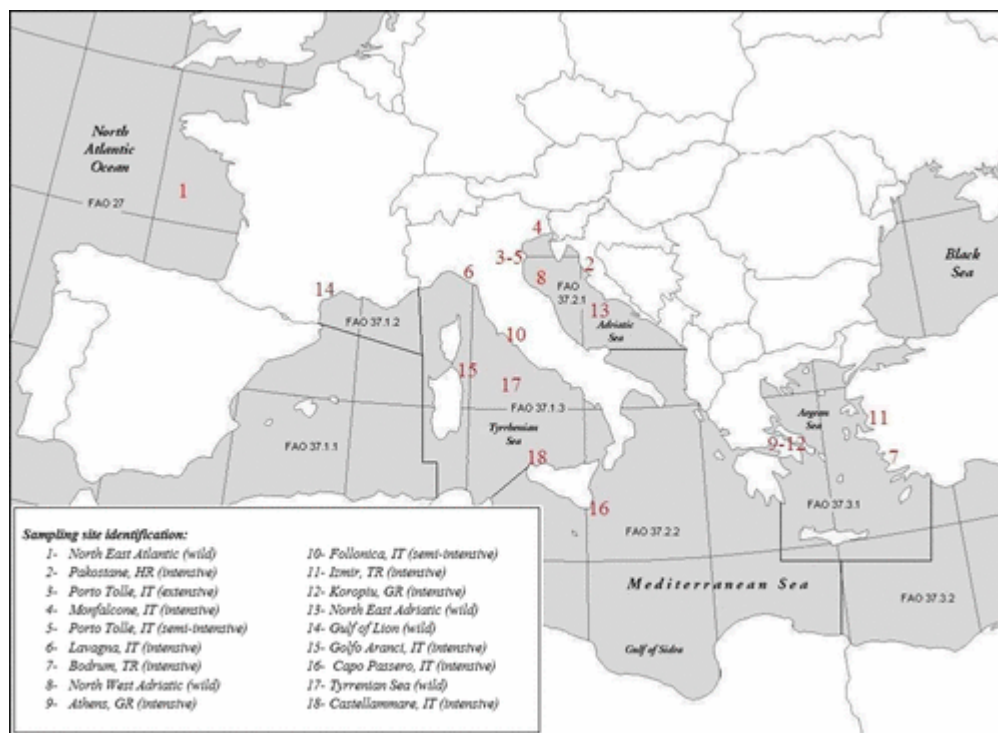 North
Atlantic
Ocean
1
FAO 27
4
3-5
2
6
8
FAO
37.2.1
Black
Sea
14
FAO 37.1.2
13
Adriatic
Sea
10
15
17
FAO 37.1.3
Tyrrhenian
Sea
Aegean
Sea
11
FAO 37.1.1
18
9-12
7
16
FAO 37.2.2
FAO 37.3.1
Mediterranean Sea
FAO 37.3.2
Gulf of Sidra
Sampling site identification:
1- North East Atlantic (wild)
2- Pakostane, HR (intensive)
3- Porto Tolle, IT (extensive)
4- Monfalcone, IT (intensive)
5- Porto Tolle, IT (semi-intensive)
6- Lavagna, IT (intensive)
7- Bodrum, TR (intensive)
8- North West Adriatic (wild)
9- Athens, GR (intensive)
10- Follonica, IT (semi-intensive)
11- Izmir, TR (intensive)
12- Koropiu, GR (intensive)
13- North East Adriatic (wild)
14- Gulf of Lion (wild)
15- Golfo Aranci, IT (intensive)
16- Capo Passero, IT (intensive)
17- Tyrrenian Sea (wild)
18- Castellammare, IT (intensive)